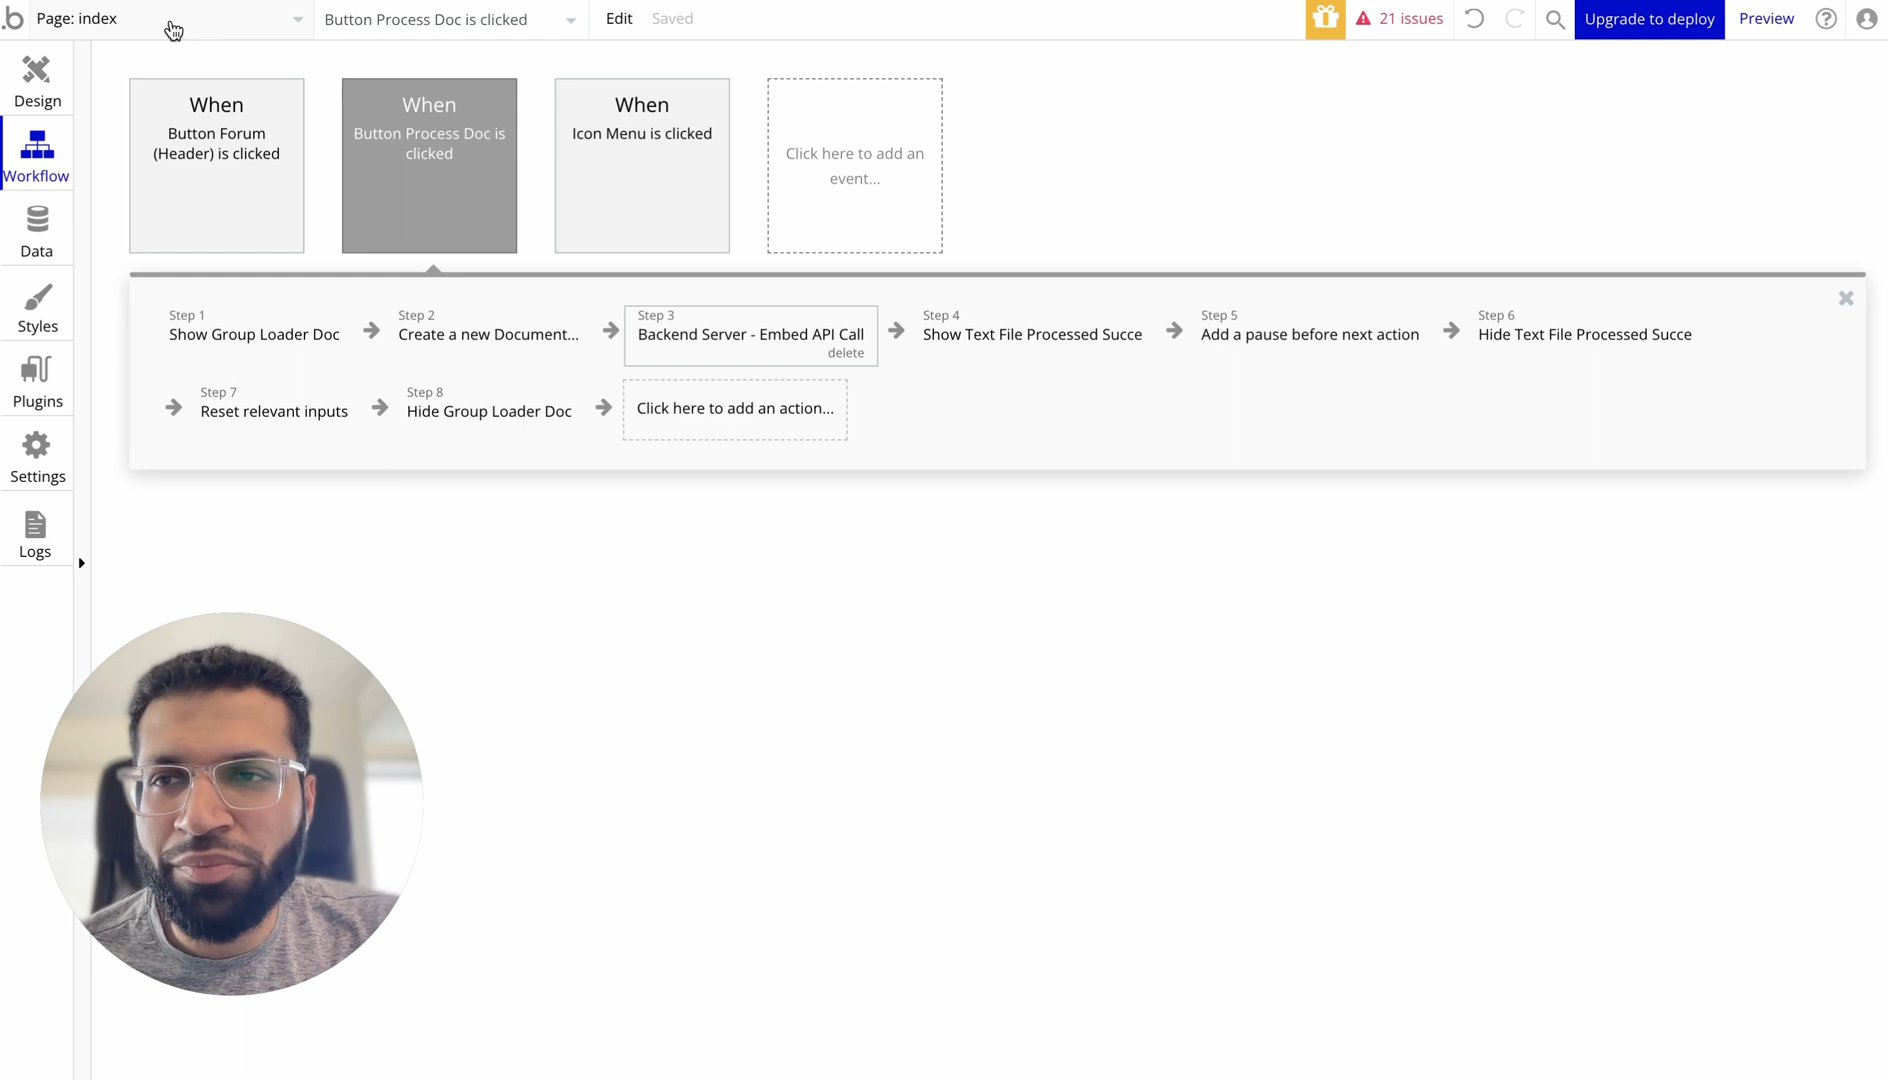 .b
Page: index
Button Process Doc is clicked
Edit
Saved
21 issues
Upgrade to deploy
Preview
?
Design
Workflow
Data
Styles
Plugins
Settings
Logs
When
Button Forum
(Header) is clicked
When
Button Process Doc is
clicked
When
Icon Menu is clicked
Click here to add an
event...
Step 1
Show Group Loader Doc
Step 2
Create a new Document...
Step 3
Backend Server - Embed API Call
delete
Step 4
Show Text File Processed Succe
Step 5
Add a pause before next action
Step 6
Hide Text File Processed Succe
Step 7
Reset relevant inputs
Step 8
Hide Group Loader Doc
Click here to add an action...